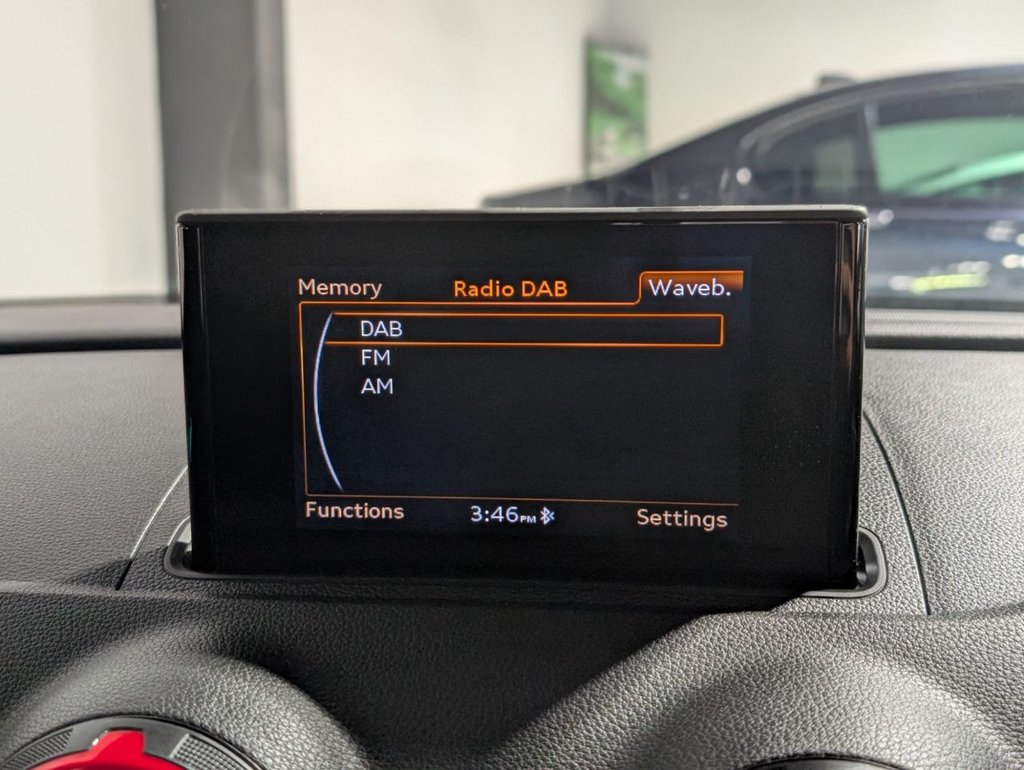 Memory Radio DAB Waveb.
DAB
FM
AM
Functions 3:46PM Settings